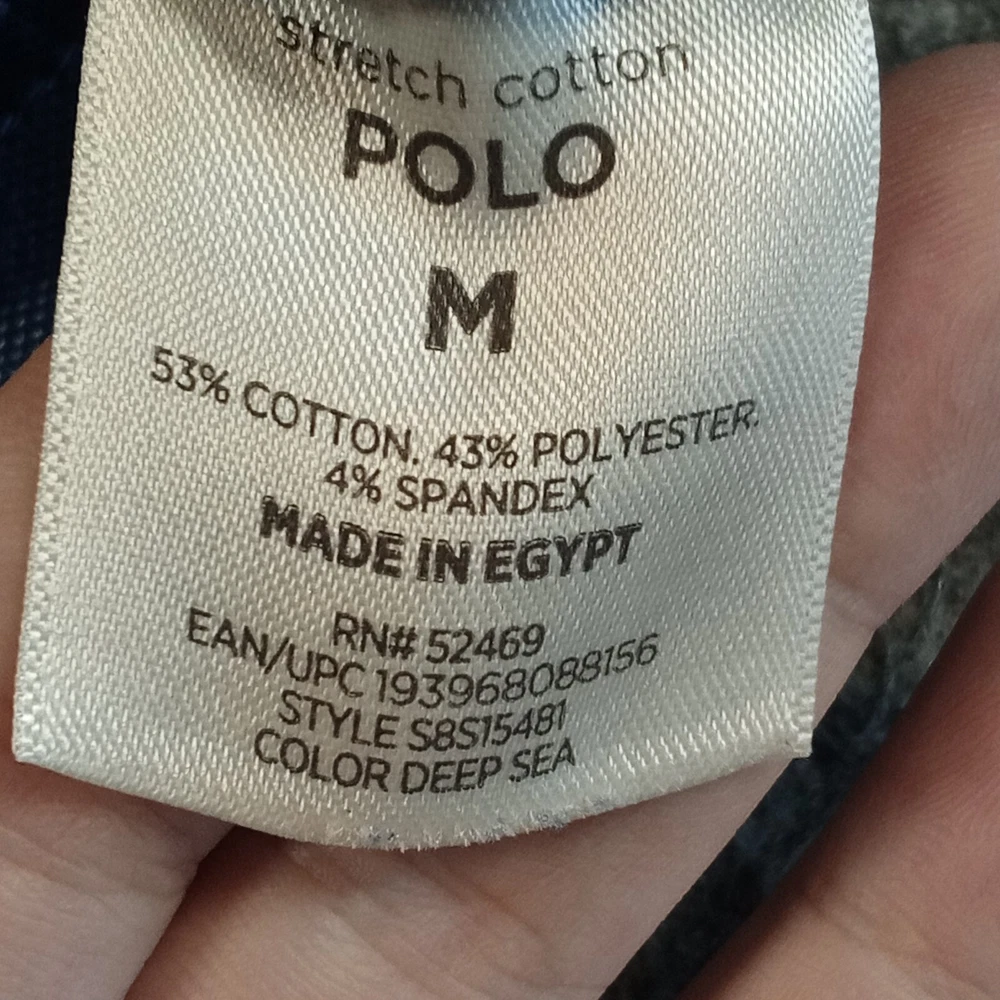 stretch cotton
POLO
M
53% COTTON. 43% POLYESTER.
4% SPANDEX
MADE IN EGYPT
RN# 52469
EAN/UPC 193968088156
STYLE S8S15481
COLOR DEEP SEA